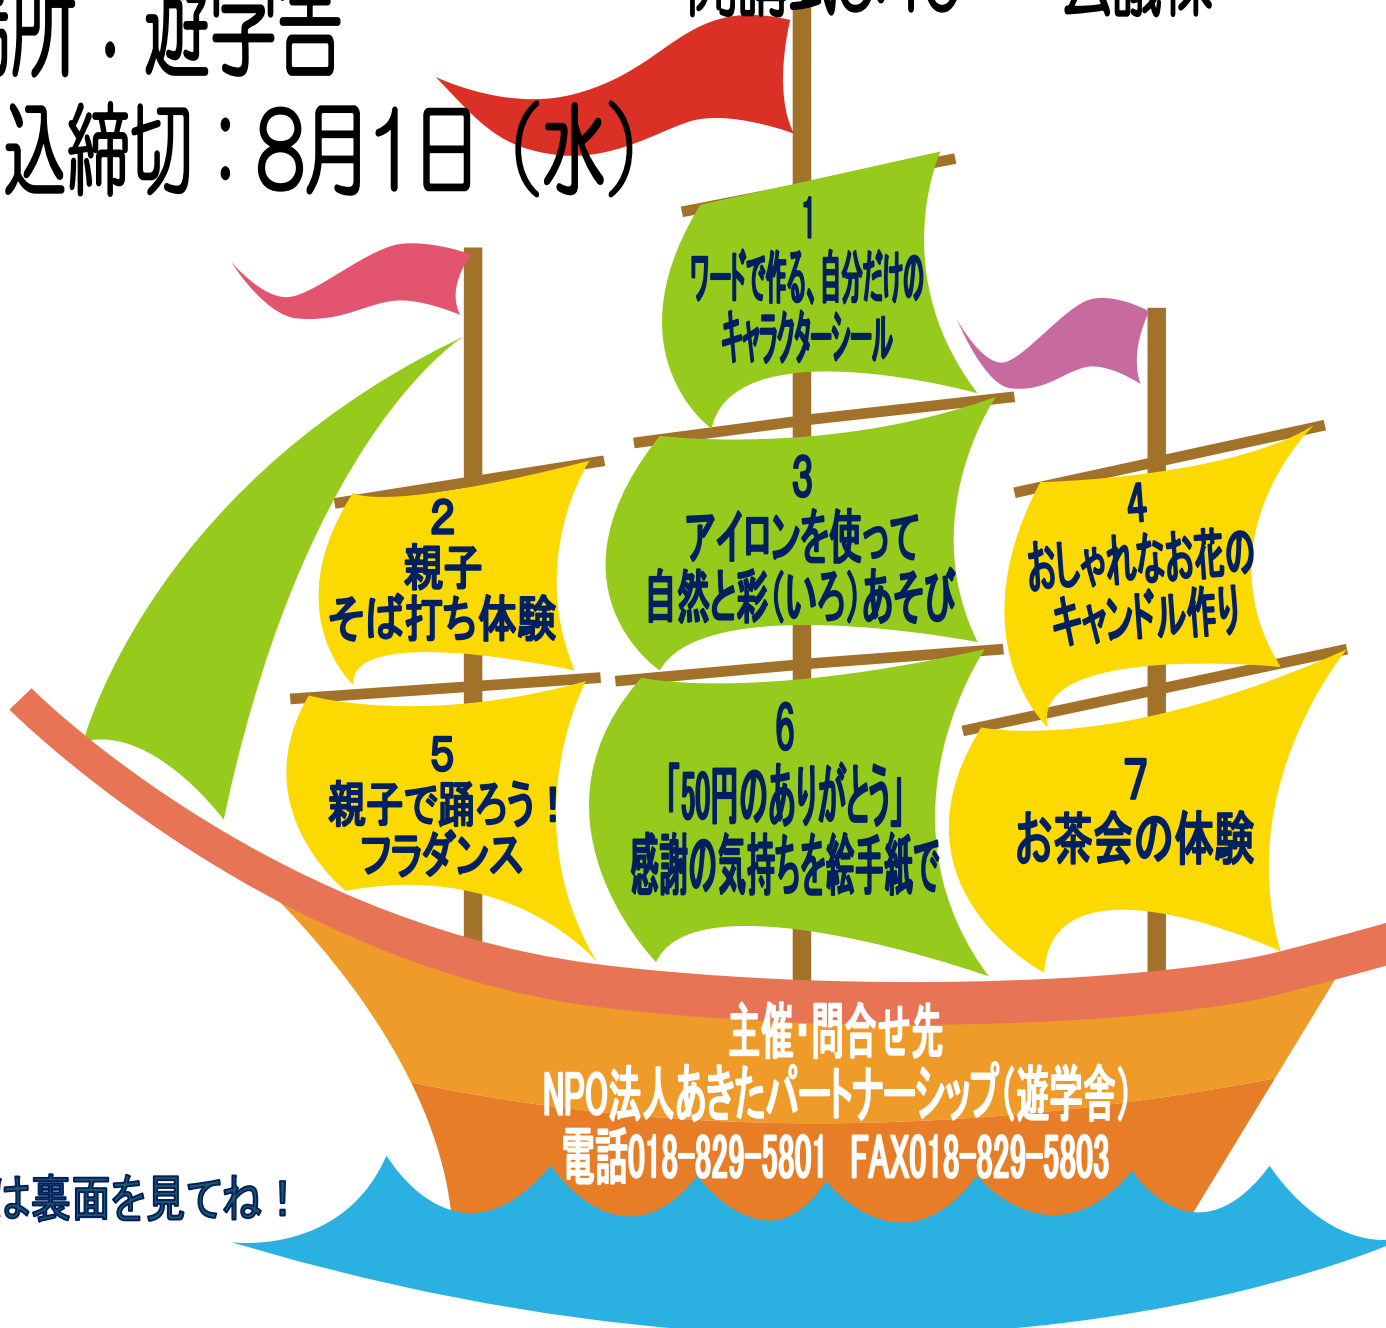 場所：遊学舎
込締切：8月1日（水）
1
ワードで作る、自分だけの
キャラクターシール
2
親子
そば打ち体験
3
アイロンを使って
自然と彩(いろ)あそび
4
おしゃれなお花の
キャンドル作り
5
親子で踊ろう！
フラダンス
6
「50円のありがとう」
感謝の気持ちを絵手紙で
7
お茶会の体験
主催・問合せ先
NPO法人あきたパートナーシップ(遊学舎)
電話018-829-5801 FAX018-829-5803
は裏面を見てね！